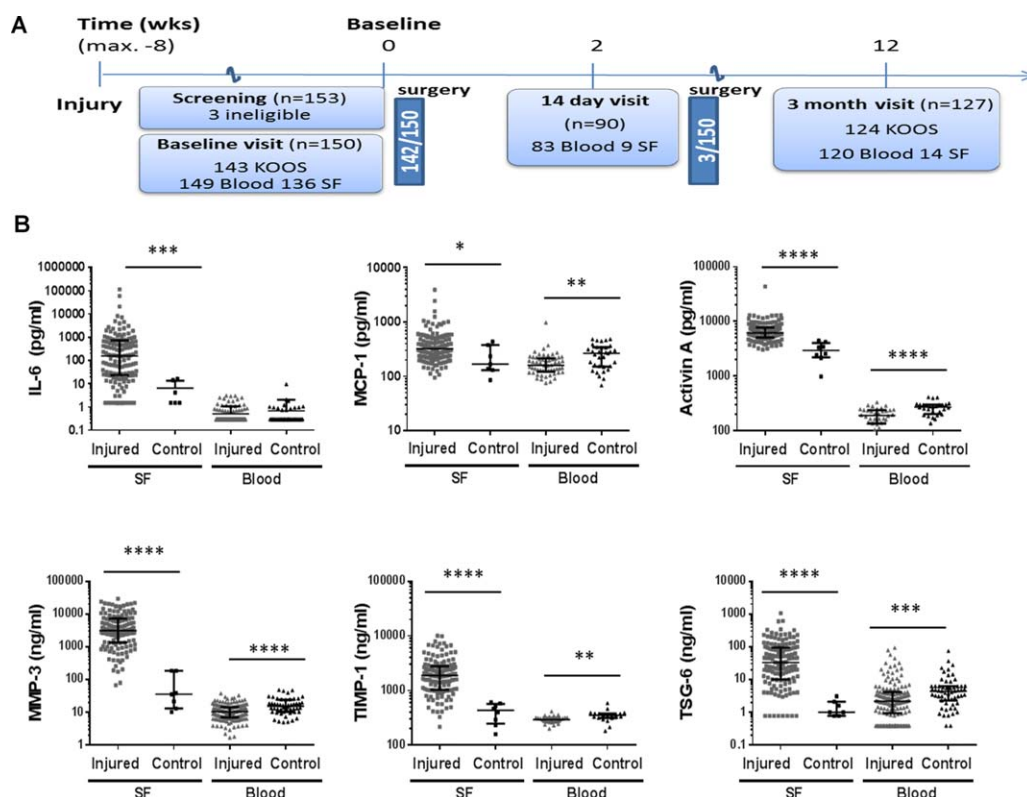 A
Time (wks)
(max. -8)
Baseline
0
2
12
Injury
Screening (n=153)
3 ineligible
Baseline visit (n=150)
143 KOOS
149 Blood 136 SF
surgery
142/150
14 day visit
(n=90)
83 Blood 9 SF
surgery
3/150
3 month visit (n=127)
124 KOOS
120 Blood 14 SF
B
IL-6 (pg/ml)
1000000
100000
10000
1000
100
10
1
0.1
***
Injured Control Injured Control
SF Blood
MCP-1 (pg/ml)
10000
1000
100
10
*
**
Injured Control Injured Control
SF Blood
Activin A (pg/ml)
100000
10000
1000
100
****
****
Injured Control Injured Control
SF Blood
MMP-3 (ng/ml)
100000
10000
1000
100
10
1
****
****
Injured Control Injured Control
SF Blood
TIMP-1 (ng/ml)
100000
10000
1000
100
****
**
Injured Control Injured Control
SF Blood
TSG-6 (ng/ml)
10000
1000
100
10
1
0.1
****
***
Injured Control Injured Control
SF Blood